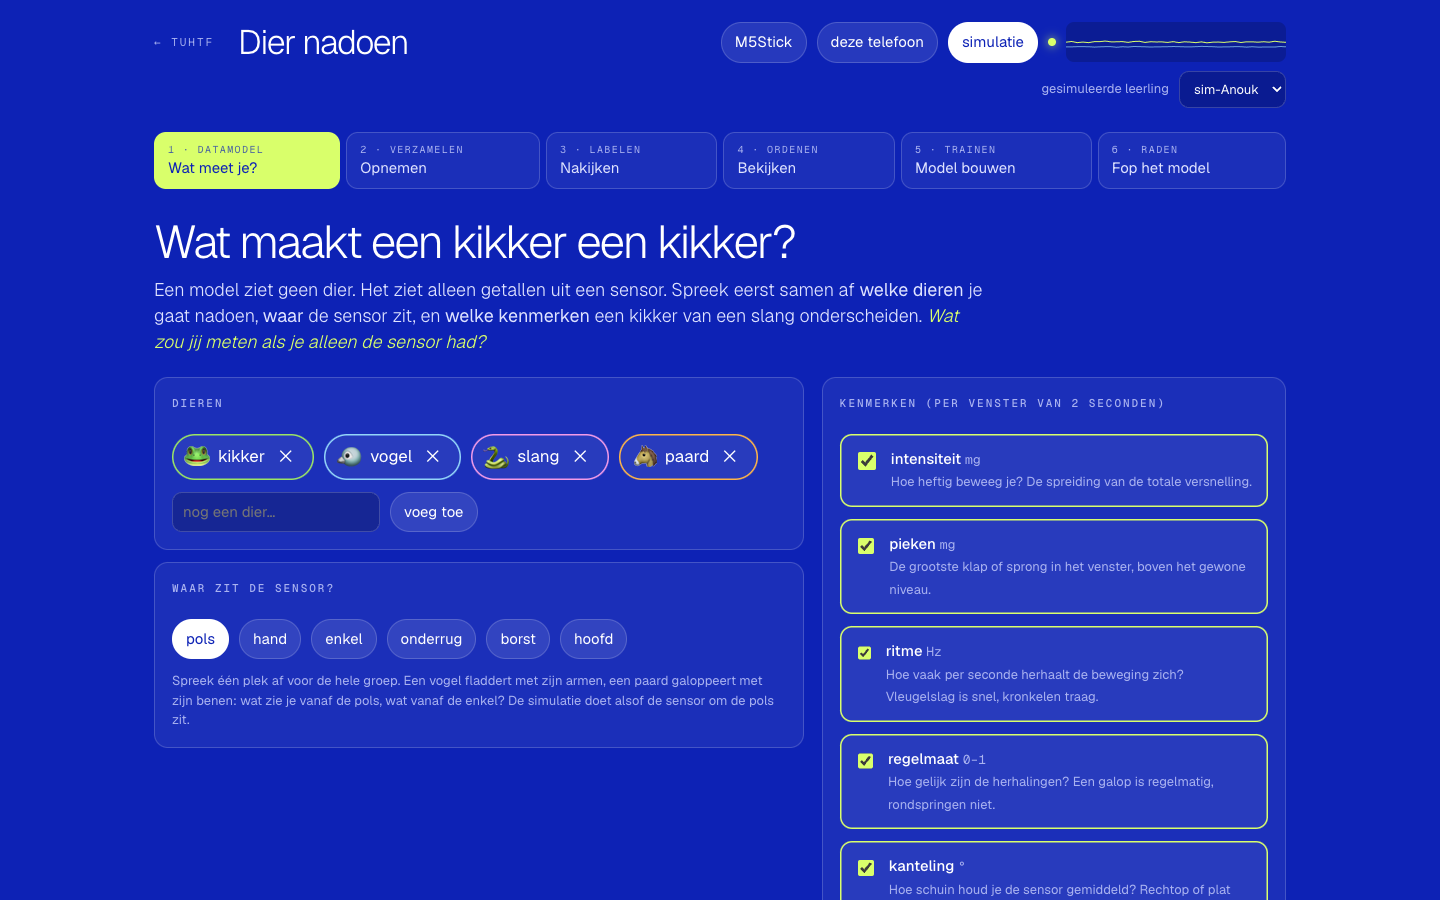 ← TUHTF
Dier nadoen
M5Stick
deze telefoon
simulatie
gesimuleerde leerling
sim-Anouk
1 · DATAMODEL
Wat meet je?
2 · VERZAMELEN
Opnemen
3 · LABELEN
Nakijken
4 · ORDENEN
Bekijken
5 · TRAINEN
Model bouwen
6 · RADEN
Fop het model
Wat maakt een kikker een kikker?
Een model ziet geen dier. Het ziet alleen getallen uit een sensor. Spreek eerst samen af welke dieren je
gaat nadoen, waar de sensor zit, en welke kenmerken een kikker van een slang onderscheiden. Wat
zou jij meten als je alleen de sensor had?
DIEREN
kikker ×
vogel ×
slang ×
paard ×
nog een dier...
voeg toe
WAAR ZIT DE SENSOR?
pols
hand
enkel
onderrug
borst
hoofd
Spreek één plek af voor de hele groep. Een vogel fladdert met zijn armen, een paard galoppeert met
zijn benen: wat zie je vanaf de pols, wat vanaf de enkel? De simulatie doet alsof de sensor om de pols
zit.
KENMERKEN (PER VENSTER VAN 2 SECONDEN)
intensiteit mg
Hoe heftig beweeg je? De spreiding van de totale versnelling.
pieken mg
De grootste klap of sprong in het venster, boven het gewone
niveau.
ritme Hz
Hoe vaak per seconde herhaalt de beweging zich?
Vleugelslag is snel, kronkelen traag.
regelmaat 0–1
Hoe gelijk zijn de herhalingen? Een galop is regelmatig,
rondspringen niet.
kanteling °
Hoe schuin houd je de sensor gemiddeld? Rechtop of plat